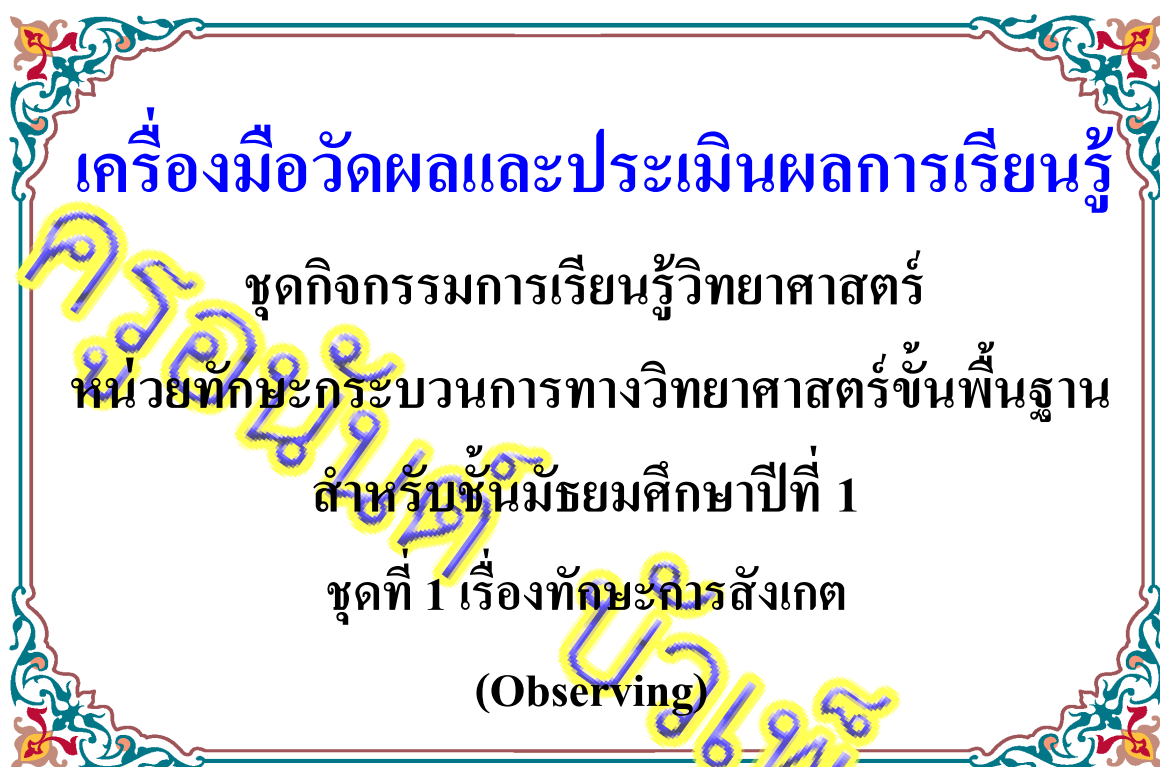 เครื่องมือวัดผลและประเมินผลการเรียนรู้
ชุดกิจกรรมการเรียนรู้วิทยาศาสตร์
หน่วยทักษะกระบวนการทางวิทยาศาสตร์ขั้นพื้นฐาน
สำหรับชั้นมัธยมศึกษาปีที่ 1
ชุดที่ 1 เรื่องทักษะการสังเกต
(Observing)
ครูอนันต์